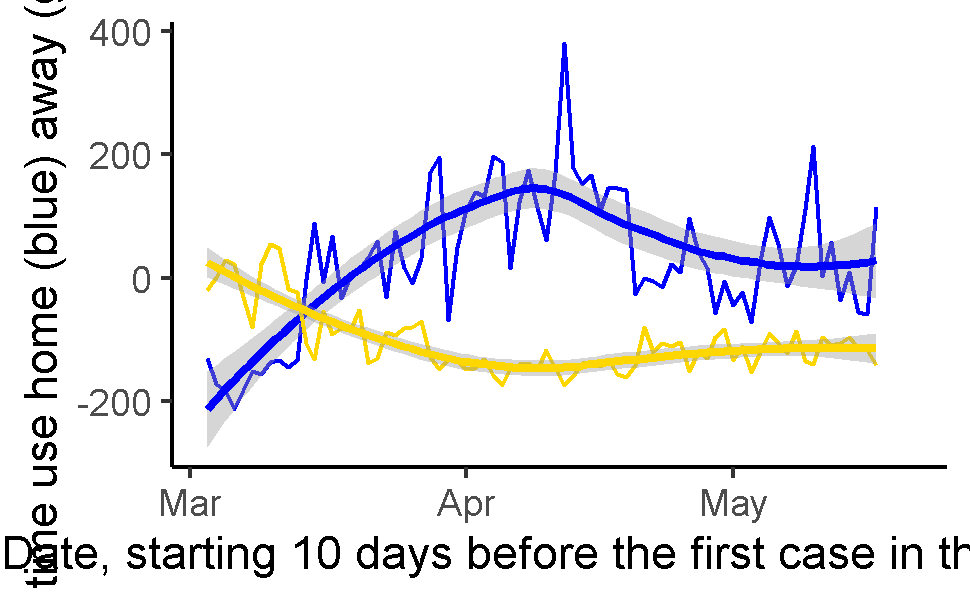 400
200
0
-200
time use home (blue) away (
Mar Apr May
Date, starting 10 days before the first case in th